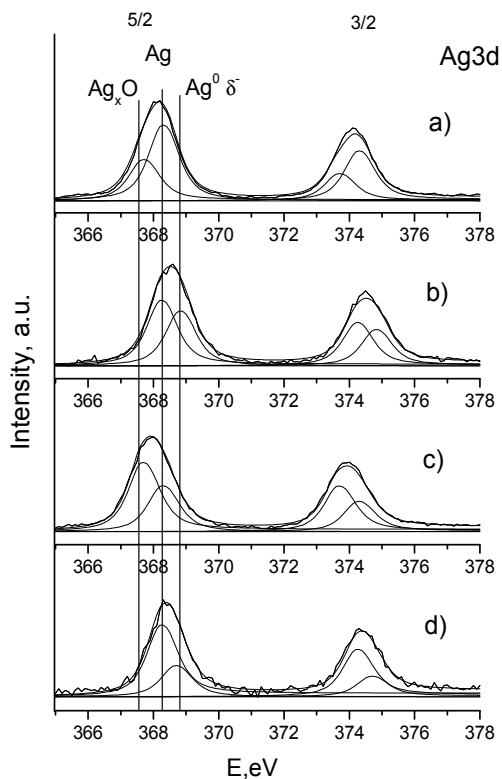 5/2 3/2
Ag Ag3d
AgₓO Ag⁰ δ⁻
a)
366 368 370 372 374 376 378
b)
366 368 370 372 374 376 378
c)
366 368 370 372 374 376 378
d)
366 368 370 372 374 376 378
E,eV
Intensity, a.u.